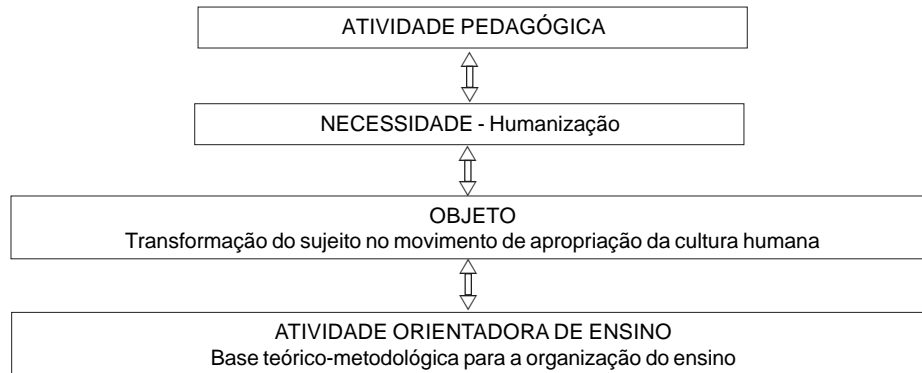 ATIVIDADE PEDAGÓGICA
NECESSIDADE - Humanização
OBJETO
Transformação do sujeito no movimento de apropriação da cultura humana
ATIVIDADE ORIENTADORA DE ENSINO
Base teórico-metodológica para a organização do ensino